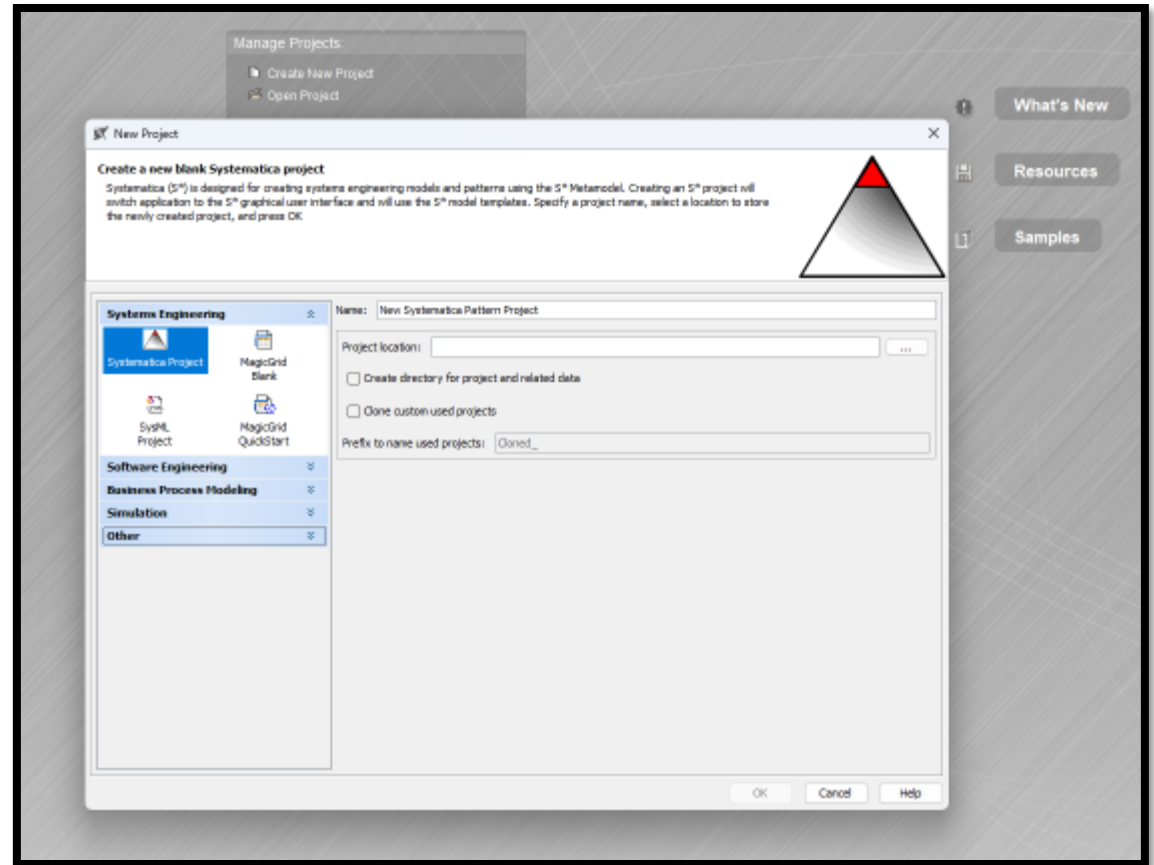 Manage Projects:
Create New Project
Open Project
What's New
Resources
Samples
New Project
Create a new blank Systematica project
Systematica (S*) is designed for creating systems engineering models and patterns using the S* Metamodel. Creating an S* project will
switch application to the S* graphical user interface and will use the S* model templates. Specify a project name, select a location to store
the newly created project, and press OK
Systems Engineering
Systematica Project
MagicGrid
Blank
SysML
Project
MagicGrid
QuickStart
Software Engineering
Business Process Modeling
Simulation
Other
Name: New Systematica Pattern Project
Project location: ...
Create directory for project and related data
Clone custom used projects
Prefix to name used projects: Cloned_
OK Cancel Help